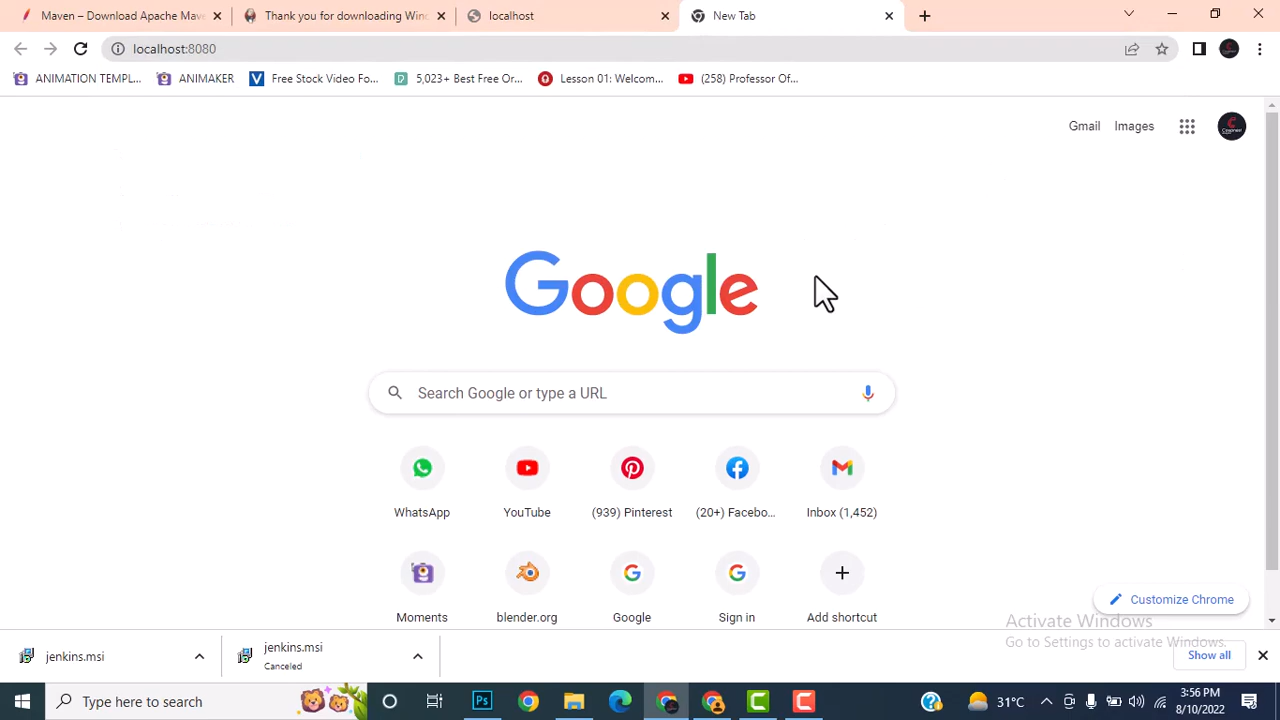 Maven – Download Apache Mav
Thank you for downloading Win
localhost
New Tab
localhost:8080
ANIMATION TEMPL...
ANIMAKER
Free Stock Video Fo...
5,023+ Best Free Or...
Lesson 01: Welcom...
(258) Professor Of...
Gmail
Images
Google
Search Google or type a URL
WhatsApp
YouTube
(939) Pinterest
(20+) Facebo...
Inbox (1,452)
Moments
blender.org
Google
Sign in
Add shortcut
Customize Chrome
Activate Windows
Go to Settings to activate Windows.
jenkins.msi
jenkins.msi
Canceled
Show all
Type here to search
Ps
31°C
3:56 PM
8/10/2022